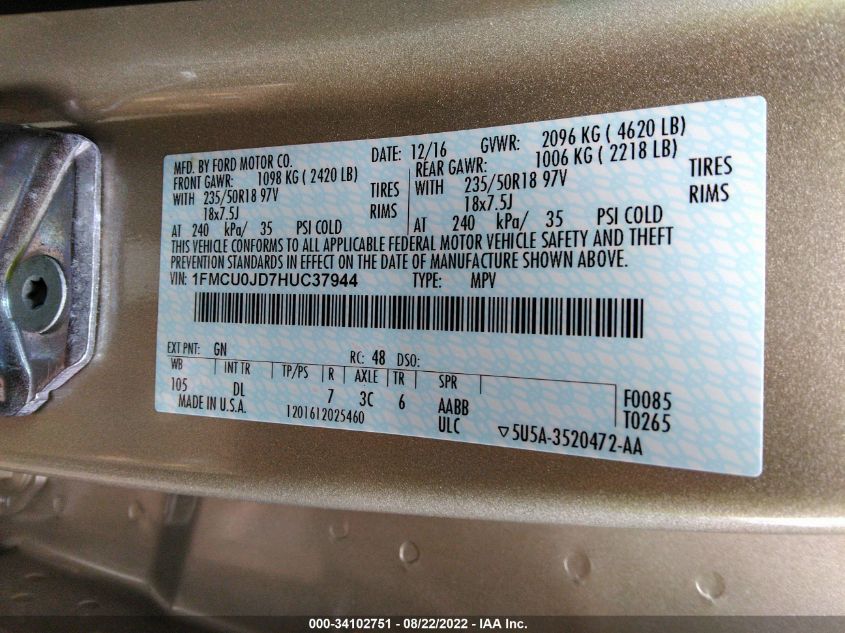 MFD. BY FORD MOTOR CO. DATE: 12/16 GVWR: 2096 KG ( 4620 LB)
FRONT GAWR: 1098 KG ( 2420 LB) REAR GAWR: 1006 KG ( 2218 LB)
WITH 235/50R18 97V TIRES WITH 235/50R18 97V TIRES
18x7.5J RIMS 18x7.5J RIMS
AT 240 kPa/ 35 PSI COLD AT 240 kPa/ 35 PSI COLD
THIS VEHICLE CONFORMS TO ALL APPLICABLE FEDERAL MOTOR VEHICLE SAFETY AND THEFT
PREVENTION STANDARDS IN EFFECT ON THE DATE OF MANUFACTURE SHOWN ABOVE.
VIN: 1FMCU0JD7HUC37944 TYPE: MPV
EXT PNT: GN RC: 48 DSO:
WB INT TR TP/PS R AXLE TR SPR
105 DL 7 3C 6 AABB F0085
MADE IN U.S.A. 1201612025460 ULC T0265
▽5U5A-3520472-AA
000-34102751 - 08/22/2022 - IAA Inc.